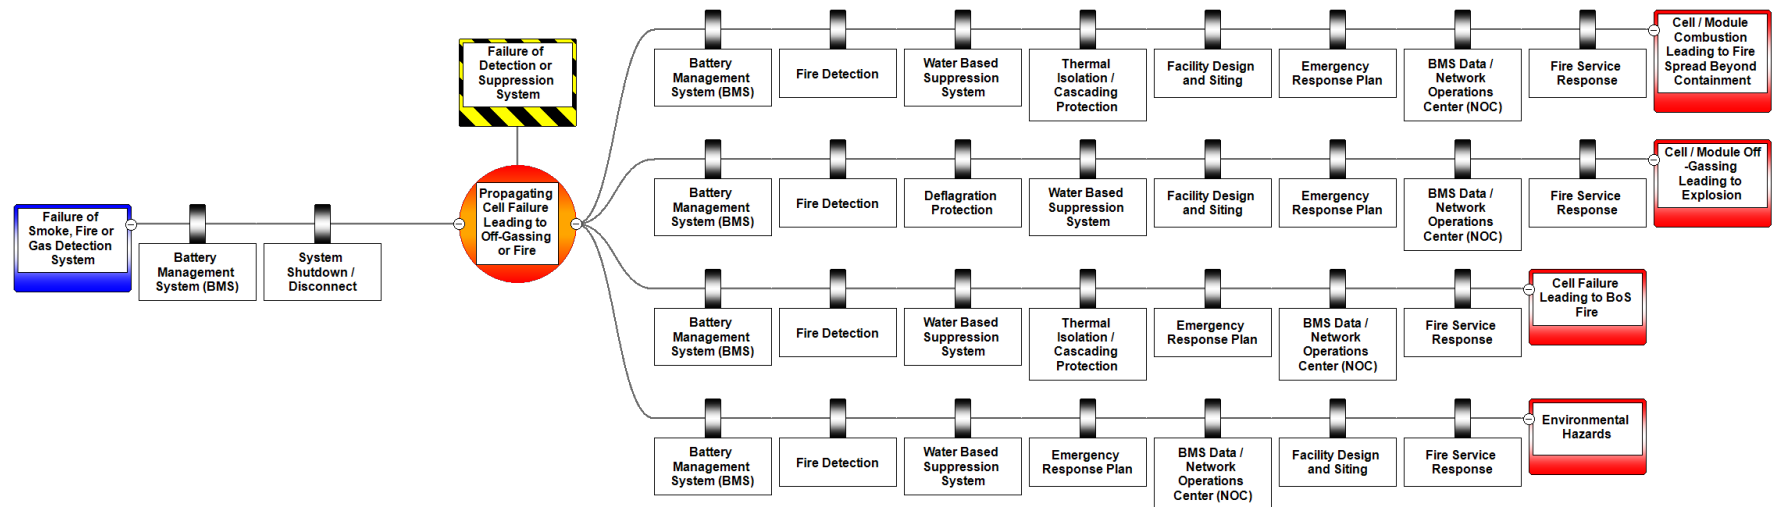 Failure of
Smoke, Fire or
Gas Detection
System
Battery
Management
System (BMS)
System
Shutdown /
Disconnect
Failure of
Detection or
Suppression
System
Propagating
Cell Failure
Leading to
Off-Gassing
or Fire
Battery
Management
System (BMS)
Fire Detection
Water Based
Suppression
System
Thermal
Isolation /
Cascading
Protection
Facility Design
and Siting
Emergency
Response Plan
BMS Data /
Network
Operations
Center (NOC)
Fire Service
Response
Cell / Module
Combustion
Leading to Fire
Spread Beyond
Containment
Battery
Management
System (BMS)
Fire Detection
Deflagration
Protection
Water Based
Suppression
System
Facility Design
and Siting
Emergency
Response Plan
BMS Data /
Network
Operations
Center (NOC)
Fire Service
Response
Cell / Module Off
-Gassing
Leading to
Explosion
Battery
Management
System (BMS)
Fire Detection
Water Based
Suppression
System
Thermal
Isolation /
Cascading
Protection
Emergency
Response Plan
BMS Data /
Network
Operations
Center (NOC)
Fire Service
Response
Cell Failure
Leading to BoS
Fire
Battery
Management
System (BMS)
Fire Detection
Water Based
Suppression
System
Emergency
Response Plan
BMS Data /
Network
Operations
Center (NOC)
Facility Design
and Siting
Fire Service
Response
Environmental
Hazards